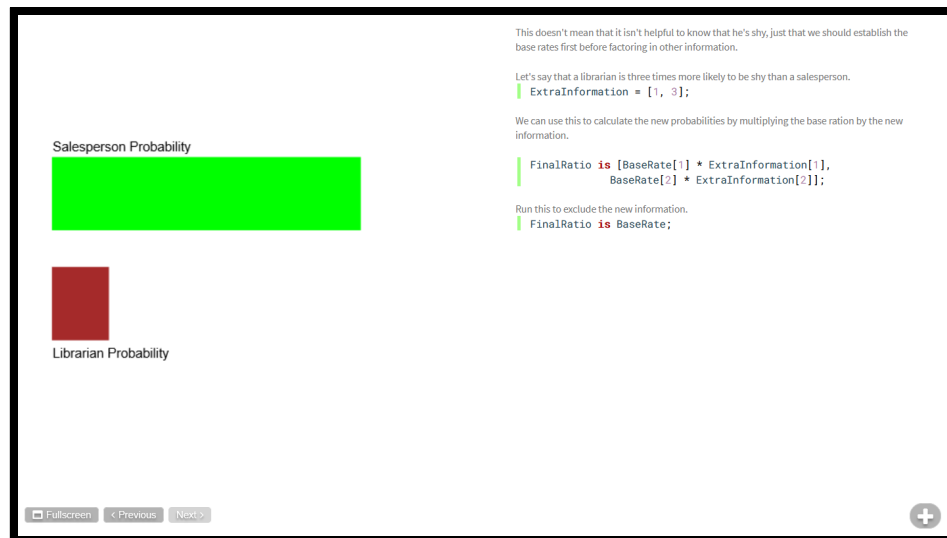 This doesn't mean that it isn't helpful to know that he's shy, just that we should establish the
base rates first before factoring in other information.
Let's say that a librarian is three times more likely to be shy than a salesperson.
ExtraInformation = [1, 3];
We can use this to calculate the new probabilities by multiplying the base ration by the new
information.
FinalRatio is [BaseRate[1] * ExtraInformation[1],
BaseRate[2] * ExtraInformation[2]];
Run this to exclude the new information.
FinalRatio is BaseRate;
Salesperson Probability
Librarian Probability
Fullscreen
< Previous
Next >